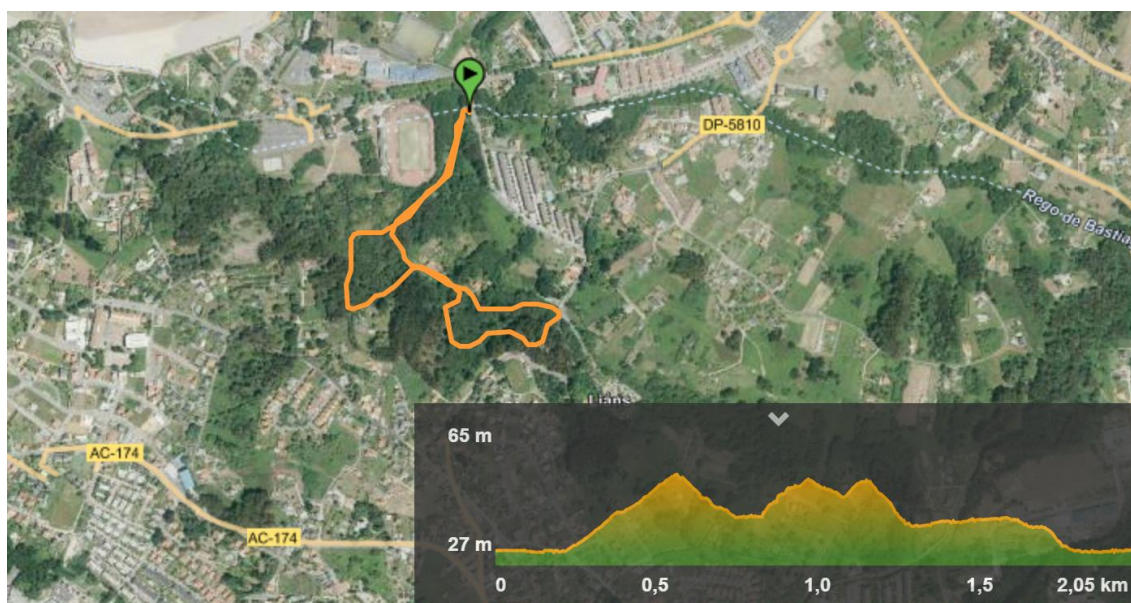 DP-5810
Rego de Bastia
Lians
AC-174
AC-174
65 m
27 m
0 0,5 1,0 1,5 2,05 km